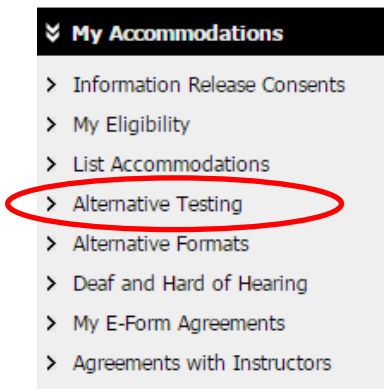 My Accommodations
Information Release Consents
My Eligibility
List Accommodations
Alternative Testing
Alternative Formats
Deaf and Hard of Hearing
My E-Form Agreements
Agreements with Instructors